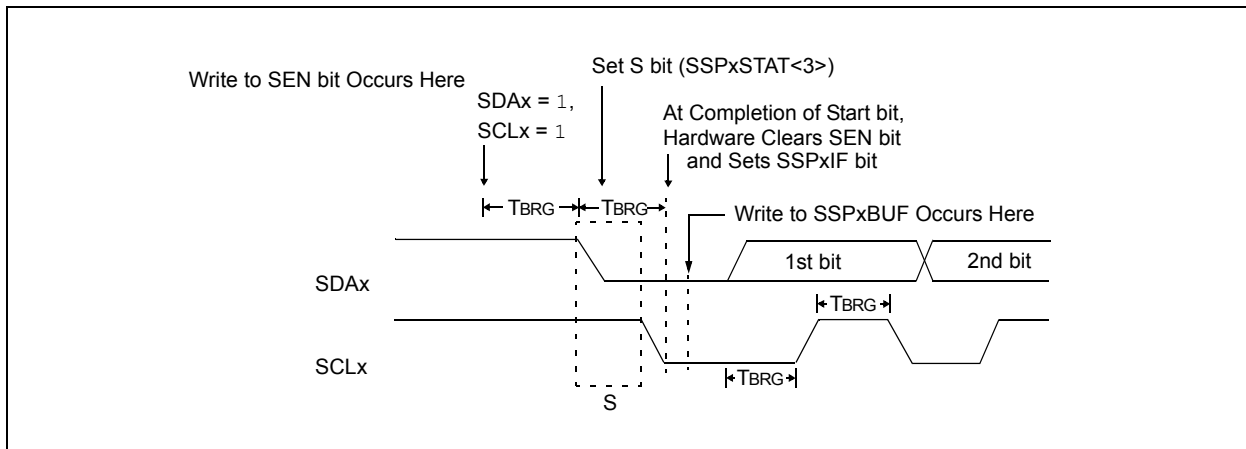 Set S bit (SSPxSTAT<3>)
Write to SEN bit Occurs Here
SDAx = 1,
SCLx = 1
At Completion of Start bit,
Hardware Clears SEN bit
and Sets SSPxIF bit
TBRG
TBRG
Write to SSPxBUF Occurs Here
1st bit
2nd bit
SDAx
TBRG
SCLx
TBRG
S